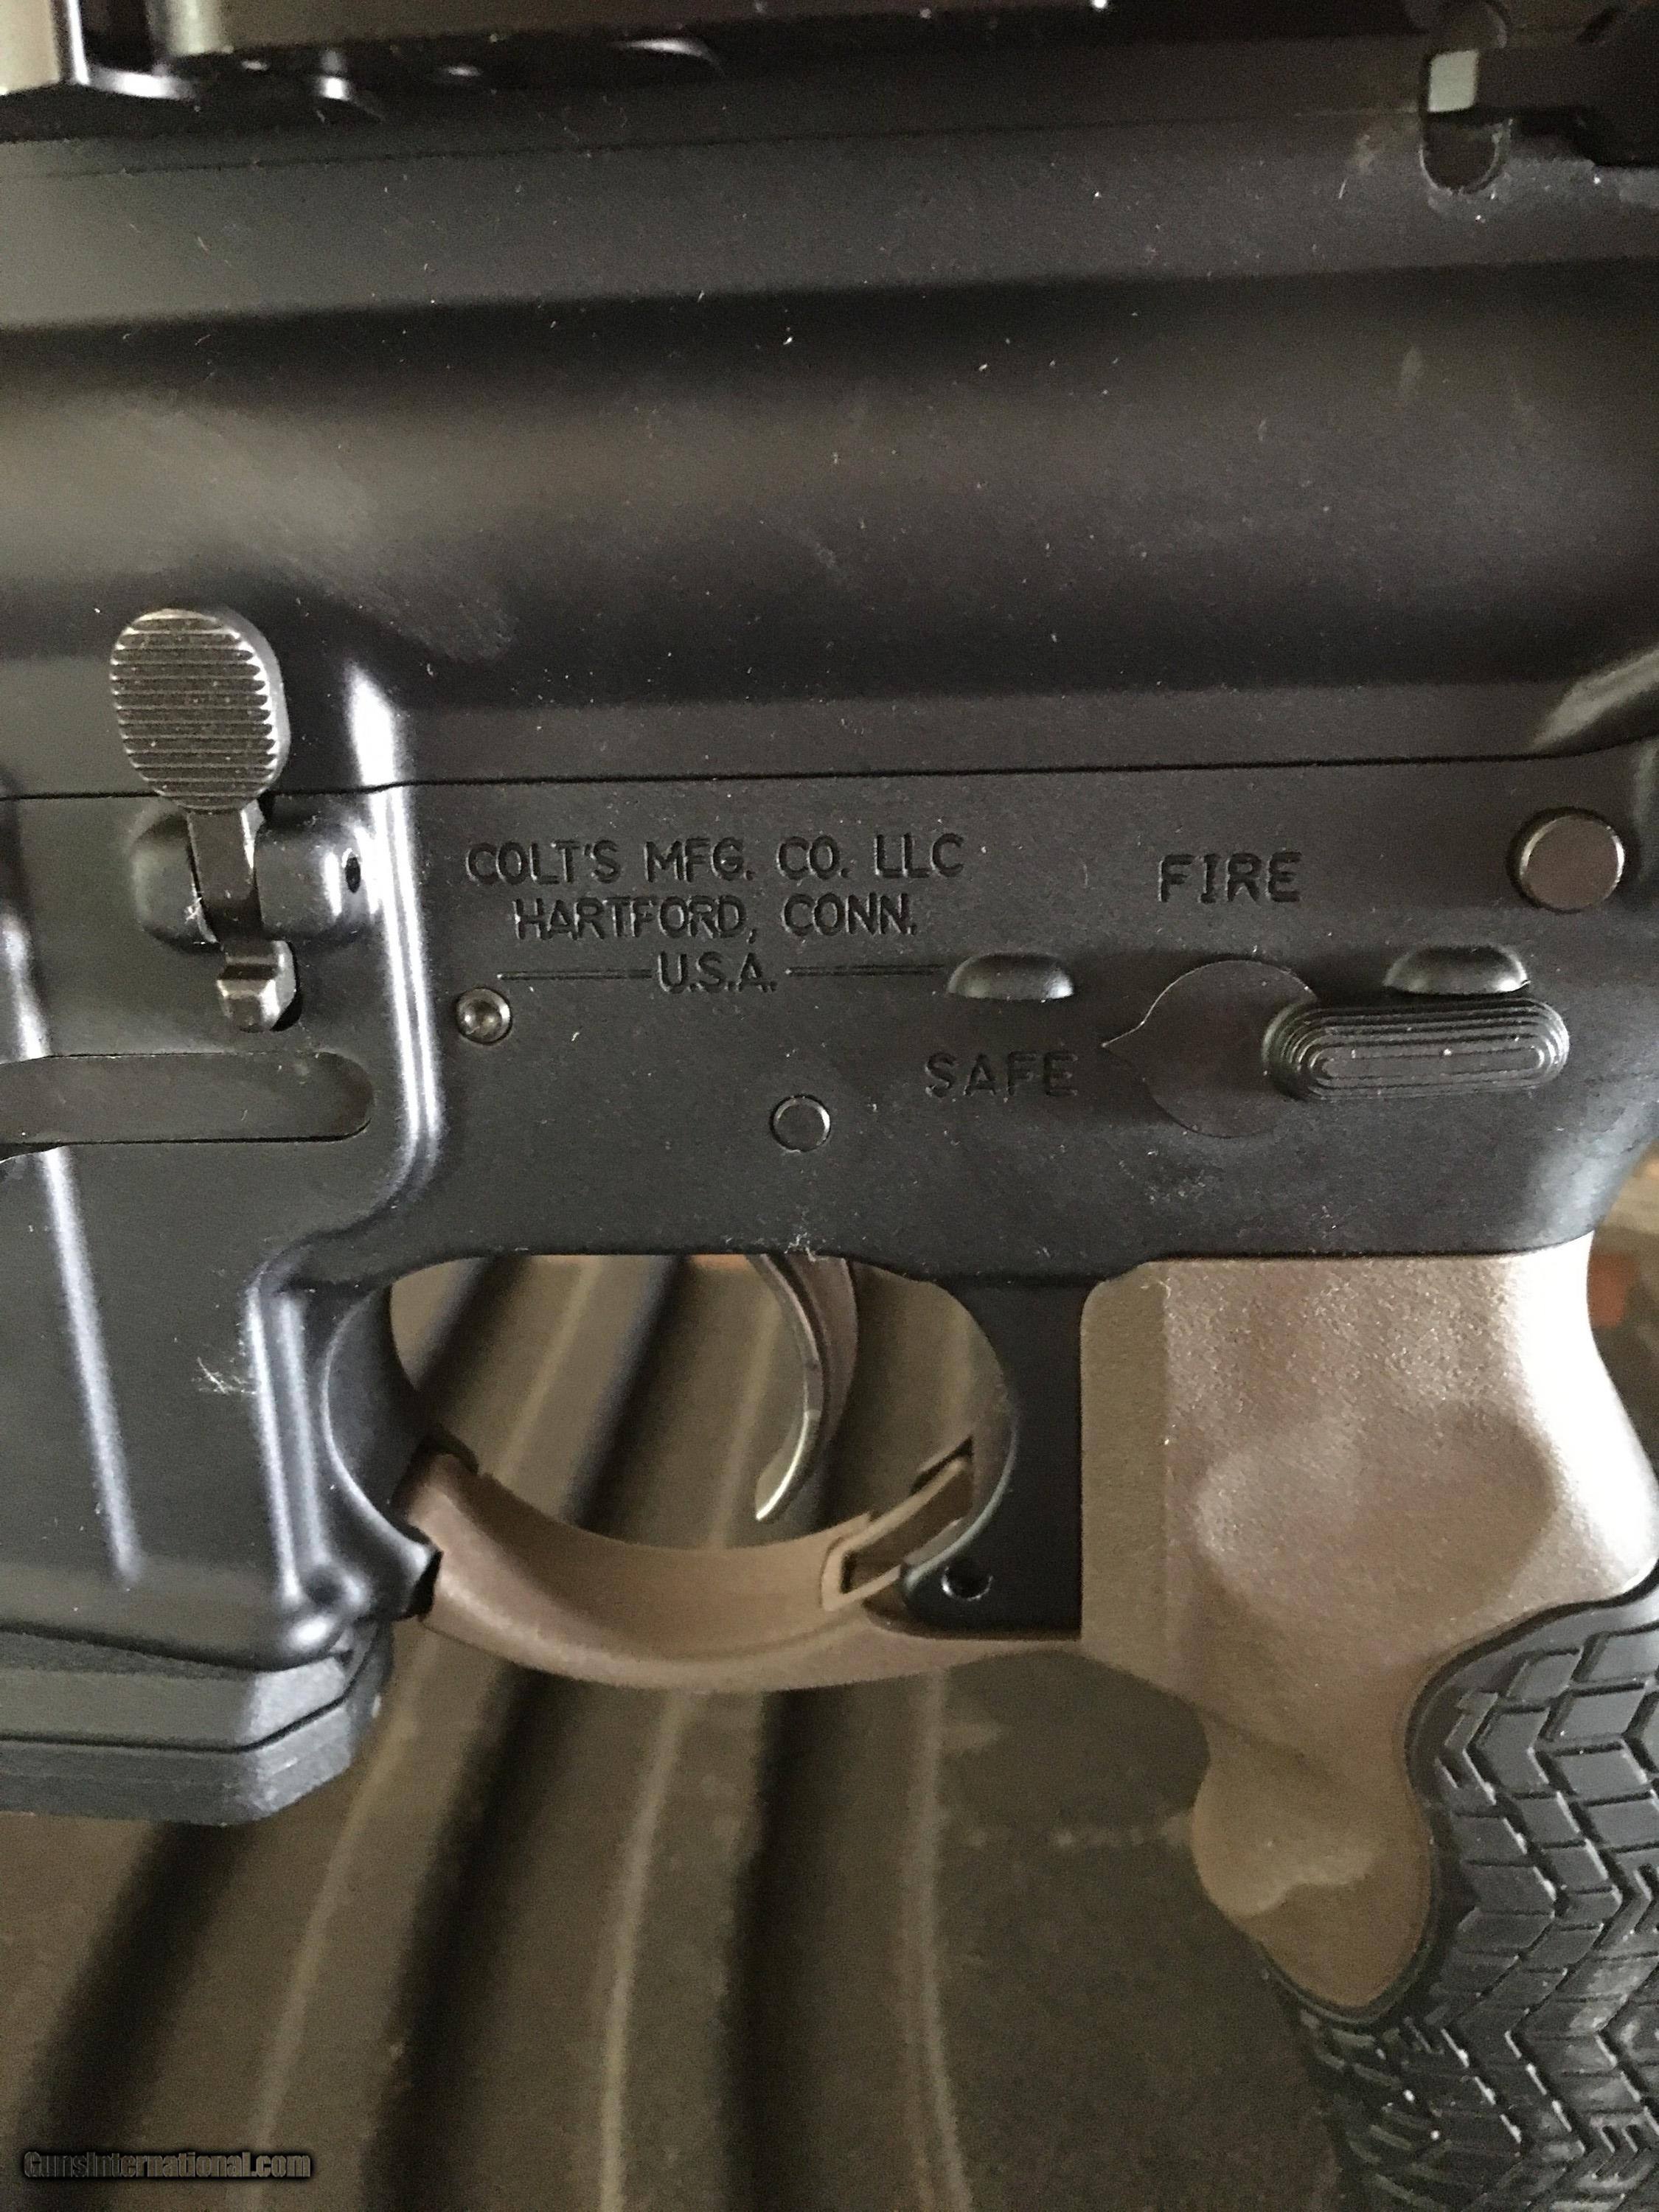 COLT'S MFG. CO. LLC
HARTFORD, CONN.
U.S.A.
FIRE
SAFE
GunsInternational.com